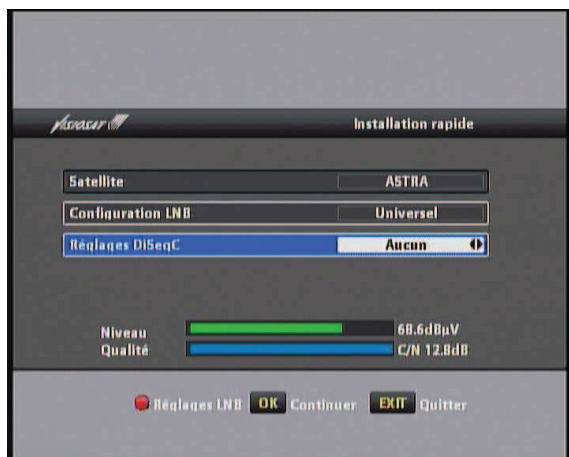 VISIOSAT Installation rapide
Satellite ASTRA
Configuration LNB Universel
Réglages DiSeqC Aucun
Niveau 68.6dBµV
Qualité C/N 12.8dB
Réglages LNB OK Continuer EXIT Quitter